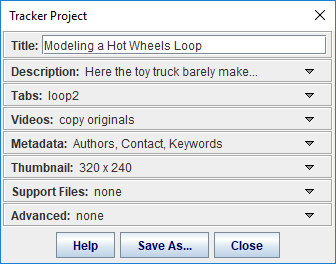 Tracker Project
Title: Modeling a Hot Wheels Loop
Description: Here the toy truck barely make...
Tabs: loop2
Videos: copy originals
Metadata: Authors, Contact, Keywords
Thumbnail: 320 x 240
Support Files: none
Advanced: none
Help Save As... Close